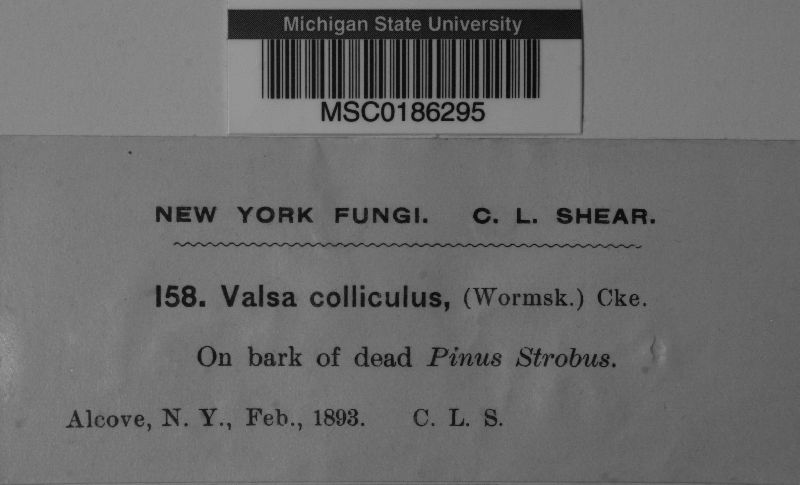 Michigan State University
MSC0186295
NEW YORK FUNGI. C. L. SHEAR.
158. Valsa colliculus, (Wormsk.) Cke.
On bark of dead Pinus Strobus.
Alcove, N. Y., Feb., 1893. C. L. S.